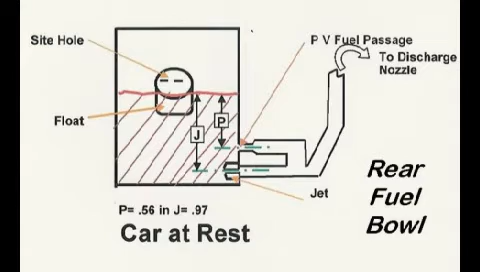 Site Hole
P V Fuel Passage
To Discharge
Nozzle
Float
P
J
Jet
Rear
Fuel
Bowl
P= .56 in J= .97
Car at Rest